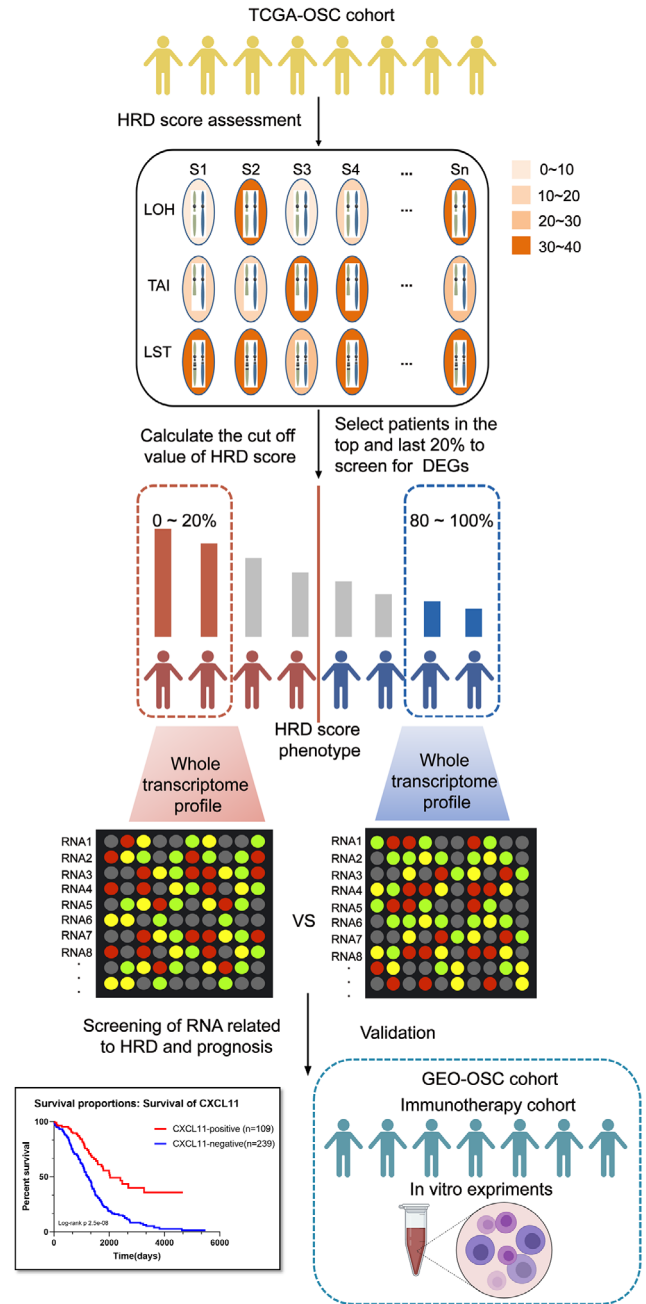 TCGA-OSC cohort
HRD score assessment
S1 S2 S3 S4 ... Sn
LOH ...
TAI ...
LST ...
0~10
10~20
20~30
30~40
Calculate the cut off
value of HRD score
Select patients in the
top and last 20% to
screen for DEGs
0 ~ 20%
80 ~ 100%
HRD score
phenotype
Whole
transcriptome
profile
Whole
transcriptome
profile
RNA1
RNA2
RNA3
RNA4
RNA5
RNA6
RNA7
RNA8
.
.
.
VS
RNA1
RNA2
RNA3
RNA4
RNA5
RNA6
RNA7
RNA8
.
.
.
Screening of RNA related
to HRD and prognosis
Validation
Survival proportions: Survival of CXCL11
CXCL11-positive (n=109)
CXCL11-negative(n=239)
Percent survival
100
50
0
Log-rank p 2.5e-08
0 2000 4000 6000
Time(days)
GEO-OSC cohort
Immunotherapy cohort
In vitro expriments